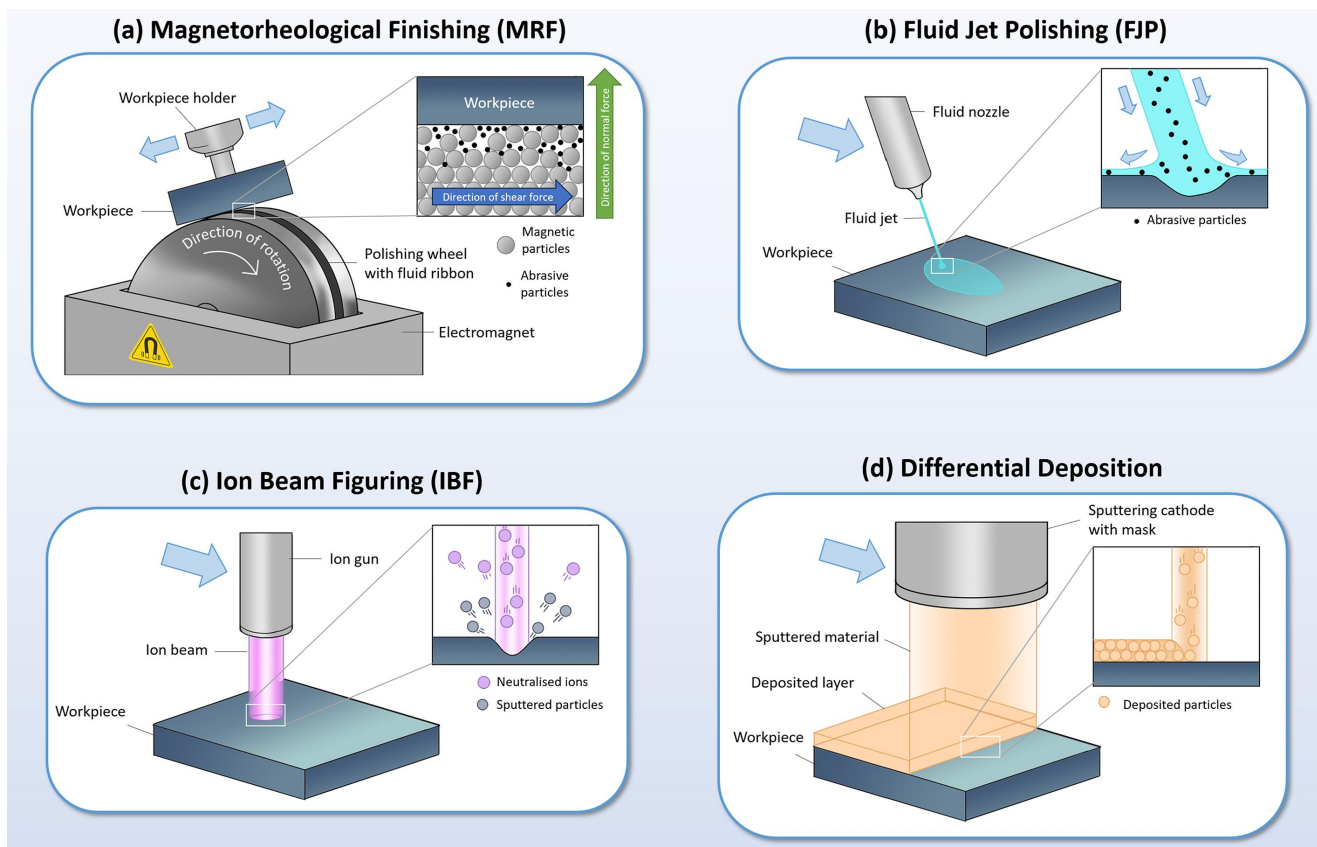 (a) Magnetorheological Finishing (MRF)
Workpiece holder
Workpiece
Direction of rotation
Polishing wheel
with fluid ribbon
Electromagnet
Workpiece
Direction of shear force
Direction of normal force
Magnetic
particles
Abrasive
particles
(b) Fluid Jet Polishing (FJP)
Fluid nozzle
Fluid jet
Workpiece
Abrasive particles
(c) Ion Beam Figuring (IBF)
Ion gun
Ion beam
Workpiece
Neutralised ions
Sputtered particles
(d) Differential Deposition
Sputtering cathode
with mask
Sputtered material
Deposited layer
Workpiece
Deposited particles